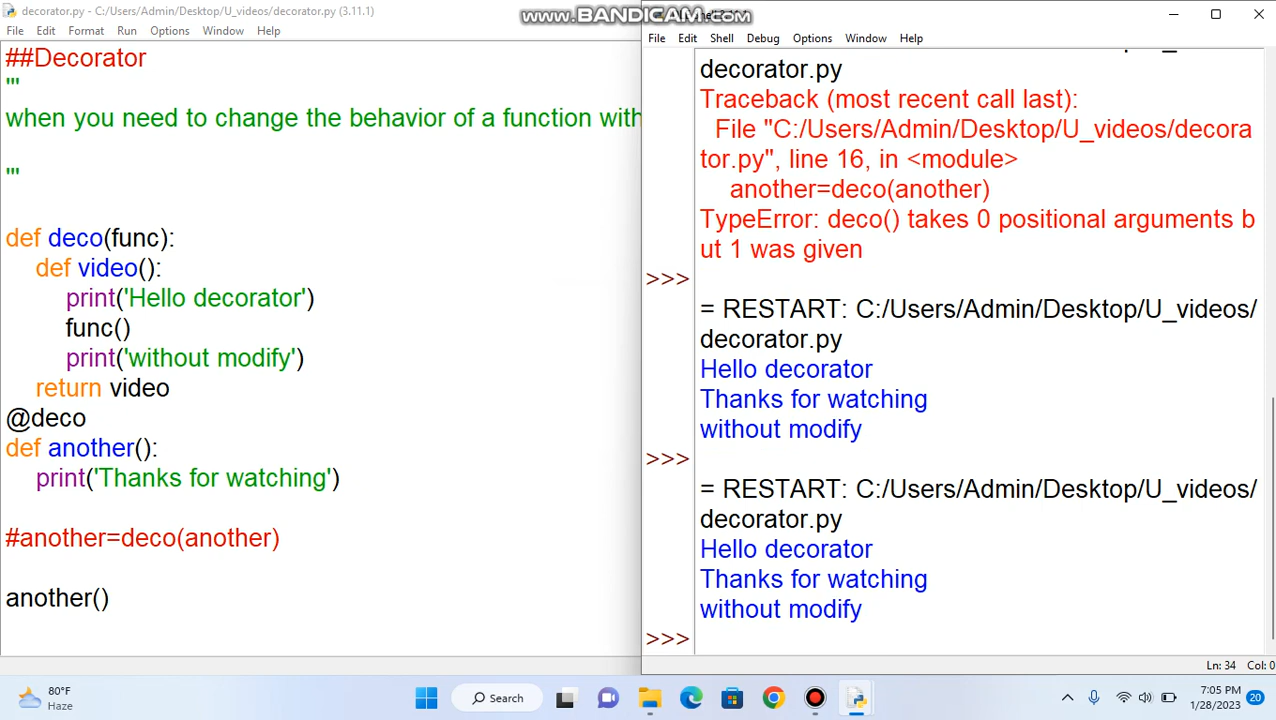 decorator.py - C:/Users/Admin/Desktop/U_videos/decorator.py (3.11.1)
File Edit Format Run Options Window Help
##Decorator
'''
when you need to change the behavior of a function with
'''
def deco(func):
def video():
print('Hello decorator')
func()
print('without modify')
return video
@deco
def another():
print('Thanks for watching')
#another=deco(another)
another()
www.BANDICAM.com
File Edit Shell Debug Options Window Help
decorator.py
Traceback (most recent call last):
File "C:/Users/Admin/Desktop/U_videos/decora
tor.py", line 16, in <module>
another=deco(another)
TypeError: deco() takes 0 positional arguments b
ut 1 was given
>>>
= RESTART: C:/Users/Admin/Desktop/U_videos/
decorator.py
Hello decorator
Thanks for watching
without modify
>>>
= RESTART: C:/Users/Admin/Desktop/U_videos/
decorator.py
Hello decorator
Thanks for watching
without modify
>>>
Ln: 34 Col: 0
80°F
Haze
Search
7:05 PM
1/28/2023
20